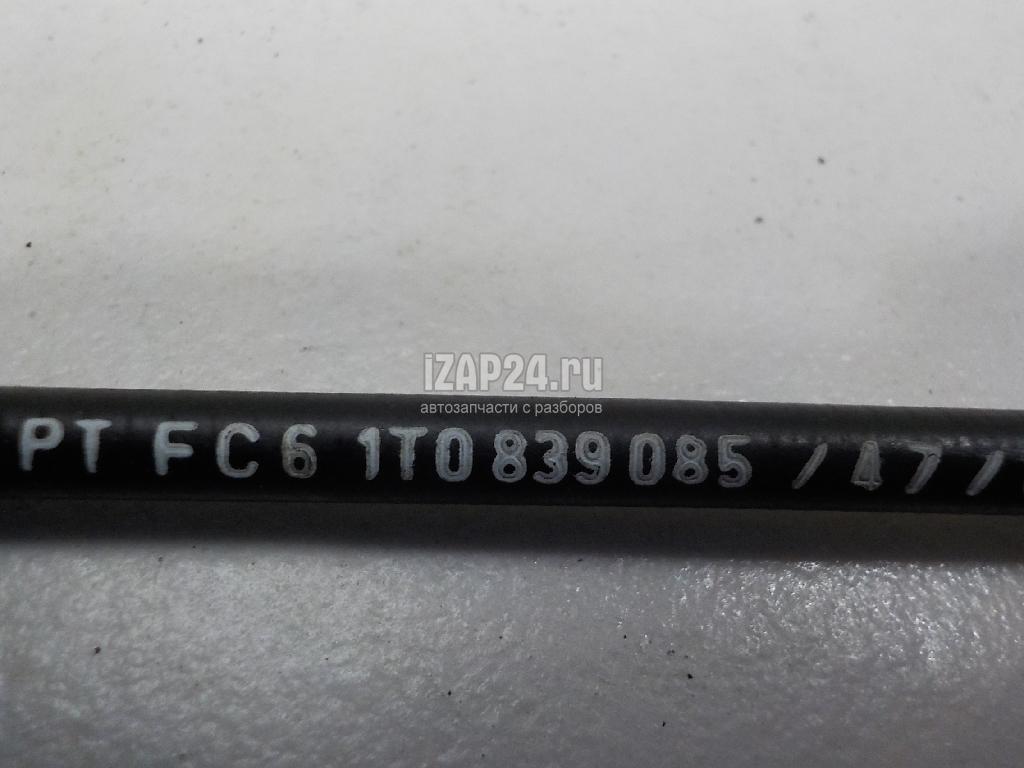 iZAP24.ru
автозапчасти с разборов
PT FC6 1T0839085 /47/